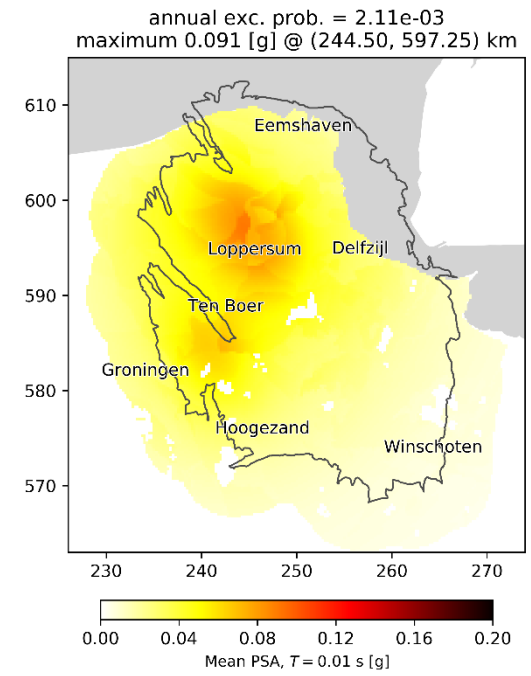 annual exc. prob. = 2.11e-03
maximum 0.091 [g] @ (244.50, 597.25) km
610
Eemshaven
600
Loppersum
Delfzijl
590
Ten Boer
Groningen
580
Hoogezand
Winschoten
570
230 240 250 260 270
0.00 0.04 0.08 0.12 0.16 0.20
Mean PSA, T = 0.01 s [g]